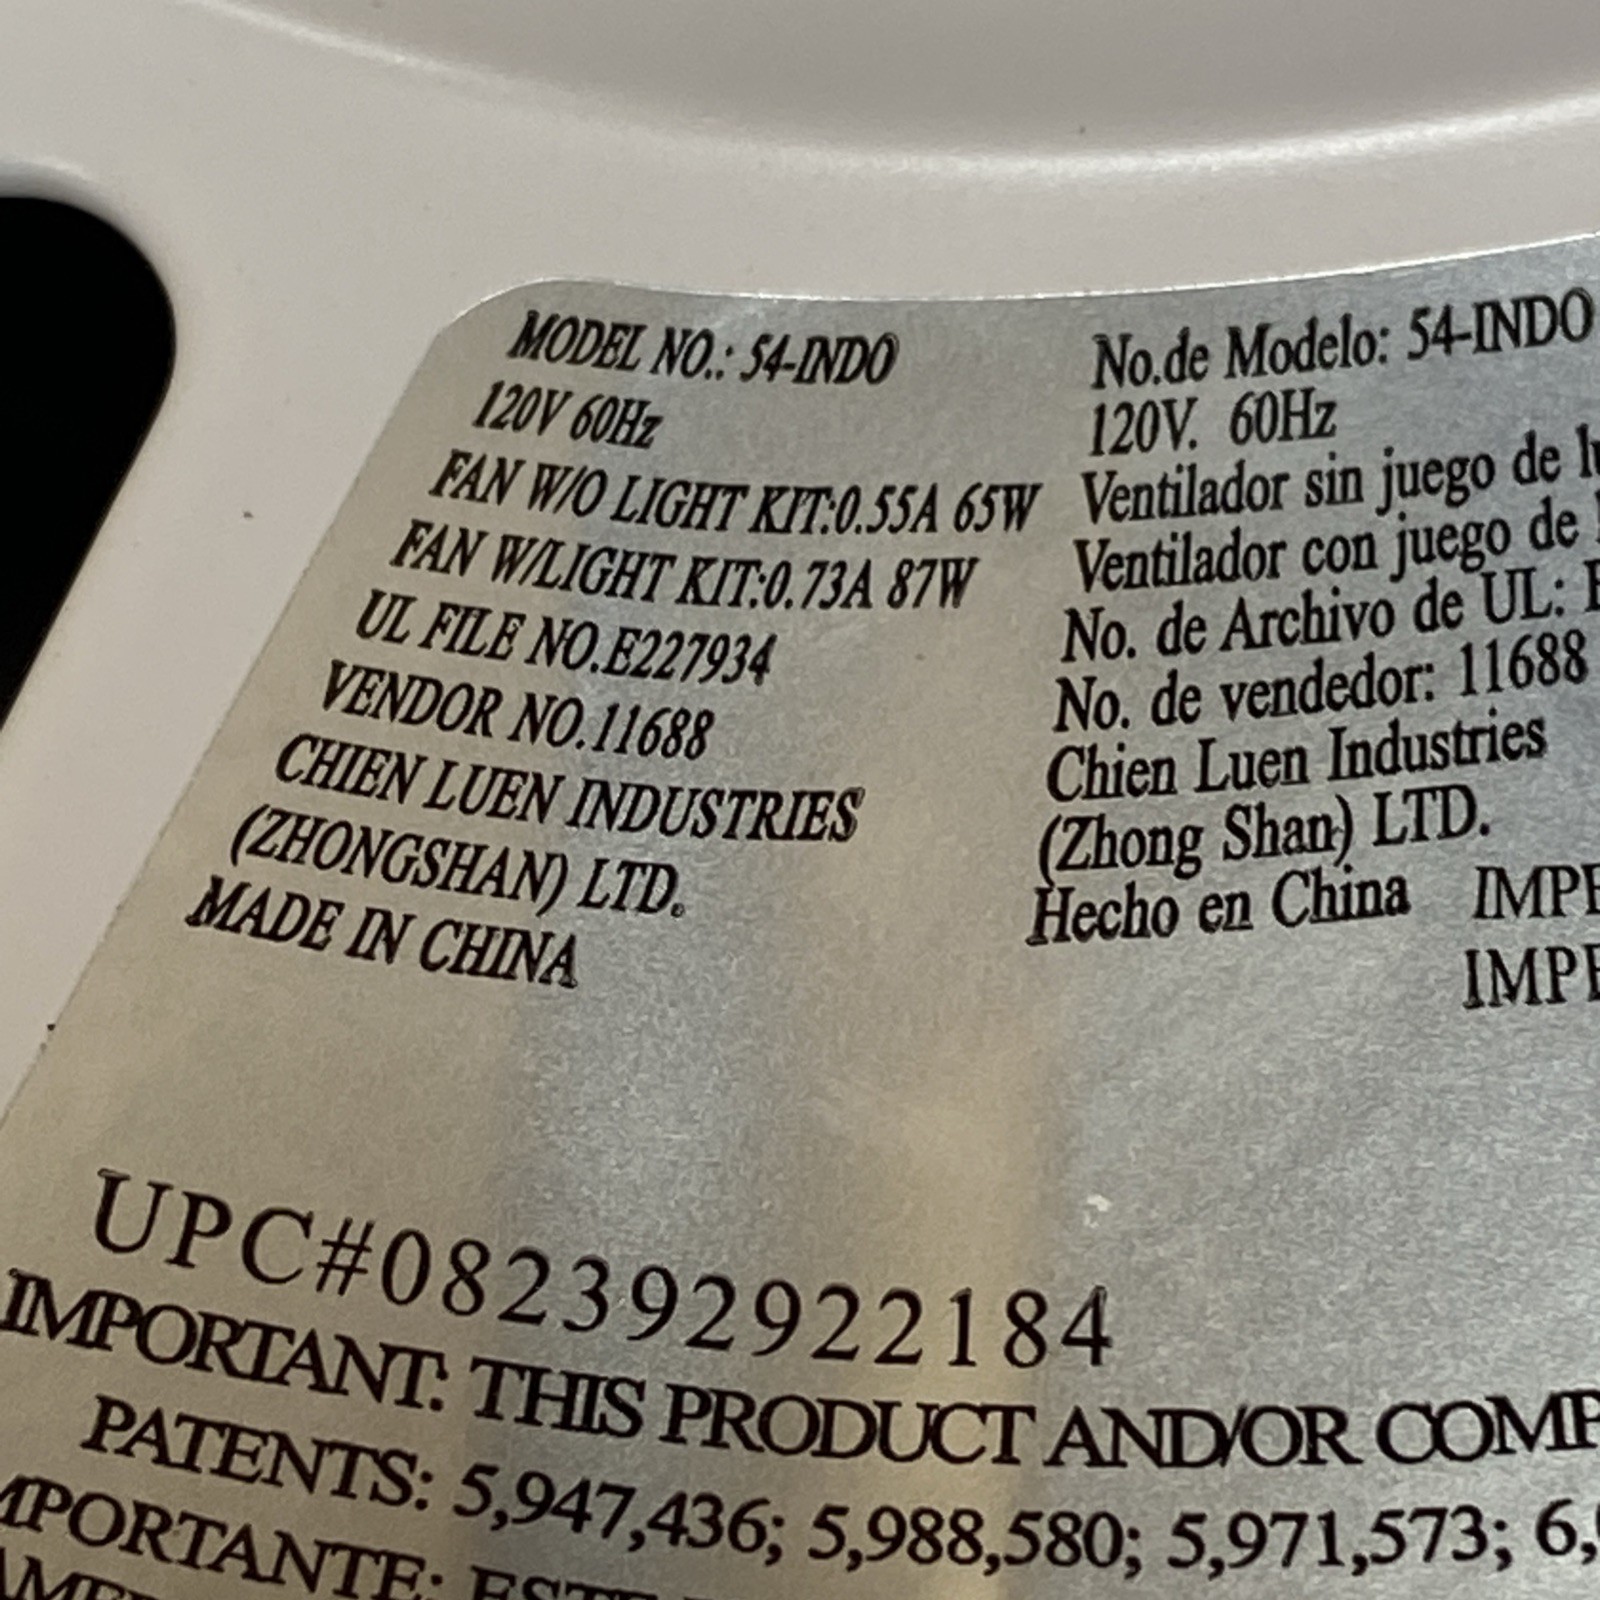 MODEL NO.: 54-INDO
120V 60Hz
FAN W/O LIGHT KIT:0.55A 65W
FAN W/LIGHT KIT:0.73A 87W
UL FILE NO.E227934
VENDOR NO.11688
CHIEN LUEN INDUSTRIES
(ZHONGSHAN) LTD.
MADE IN CHINA
No.de Modelo: 54-INDO
120V. 60Hz
Ventilador sin juego de
Ventilador con juego de
No. de Archivo de UL:
No. de vendedor: 11688
Chien Luen Industries
(Zhong Shan) LTD.
Hecho en China
UPC#082392922184
IMPORTANT: THIS PRODUCT AND/OR
PATENTS: 5,947,436; 5,988,580; 5,971,573;